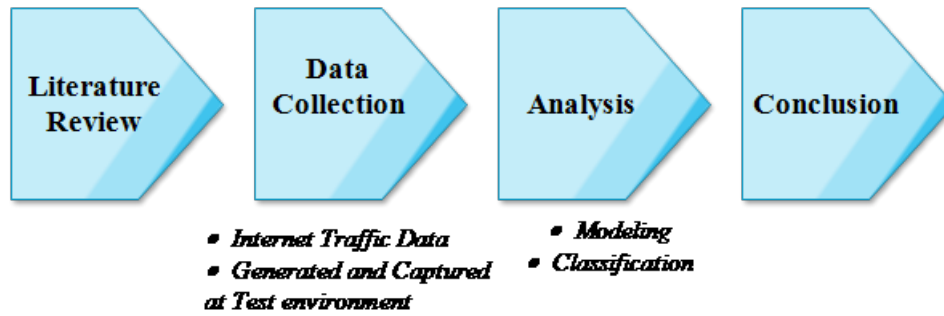 Literature
Review
Data
Collection
Analysis
Conclusion
• Internet Traffic Data
• Generated and Captured
at Test environment
• Modeling
• Classification